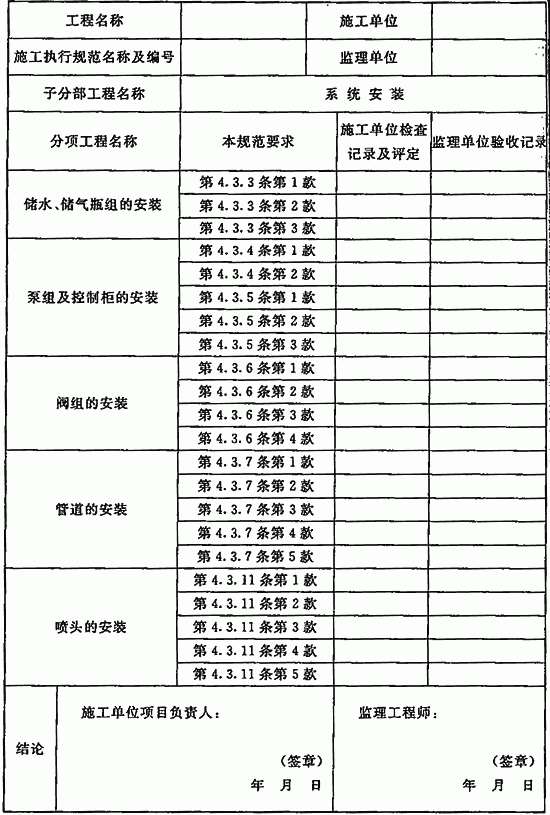 工程名称 施工单位
施工执行规范名称及编号 监理单位
子分部工程名称 系统安装
分项工程名称 本规范要求 施工单位检查记录及评定 监理单位验收记录
储水、储气瓶组的安装
第4.3.3条第1款
第4.3.3条第2款
第4.3.3条第3款
泵组及控制柜的安装
第4.3.4条第1款
第4.3.4条第2款
第4.3.5条第1款
第4.3.5条第2款
第4.3.5条第3款
阀组的安装
第4.3.6条第1款
第4.3.6条第2款
第4.3.6条第3款
第4.3.6条第4款
管道的安装
第4.3.7条第1款
第4.3.7条第2款
第4.3.7条第3款
第4.3.7条第4款
第4.3.7条第5款
喷头的安装
第4.3.11条第1款
第4.3.11条第2款
第4.3.11条第3款
第4.3.11条第4款
第4.3.11条第5款
结论
施工单位项目负责人：
（签章）
年 月 日
监理工程师：
（签章）
年 月 日